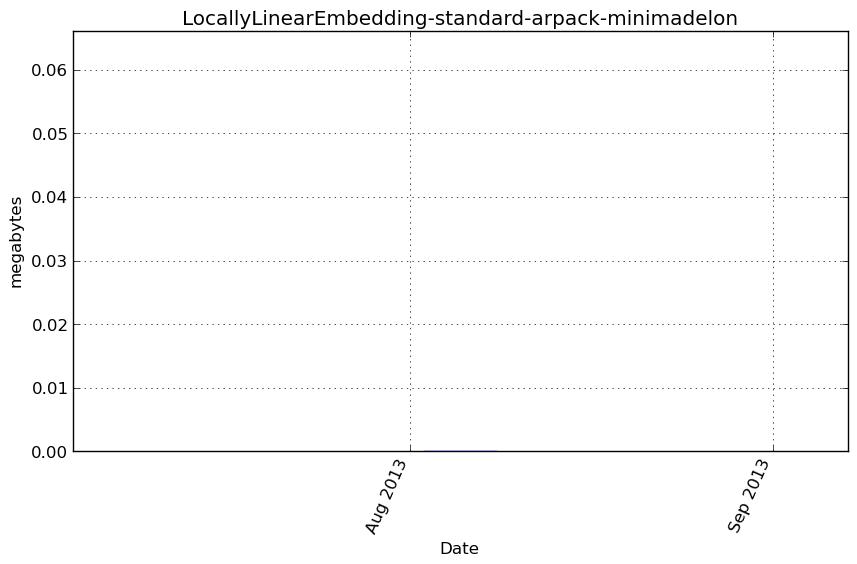 LocallyLinearEmbedding-standard-arpack-minimadelon
0.06
0.05
0.04
0.03
0.02
0.01
0.00
megabytes
Aug 2013
Sep 2013
Date